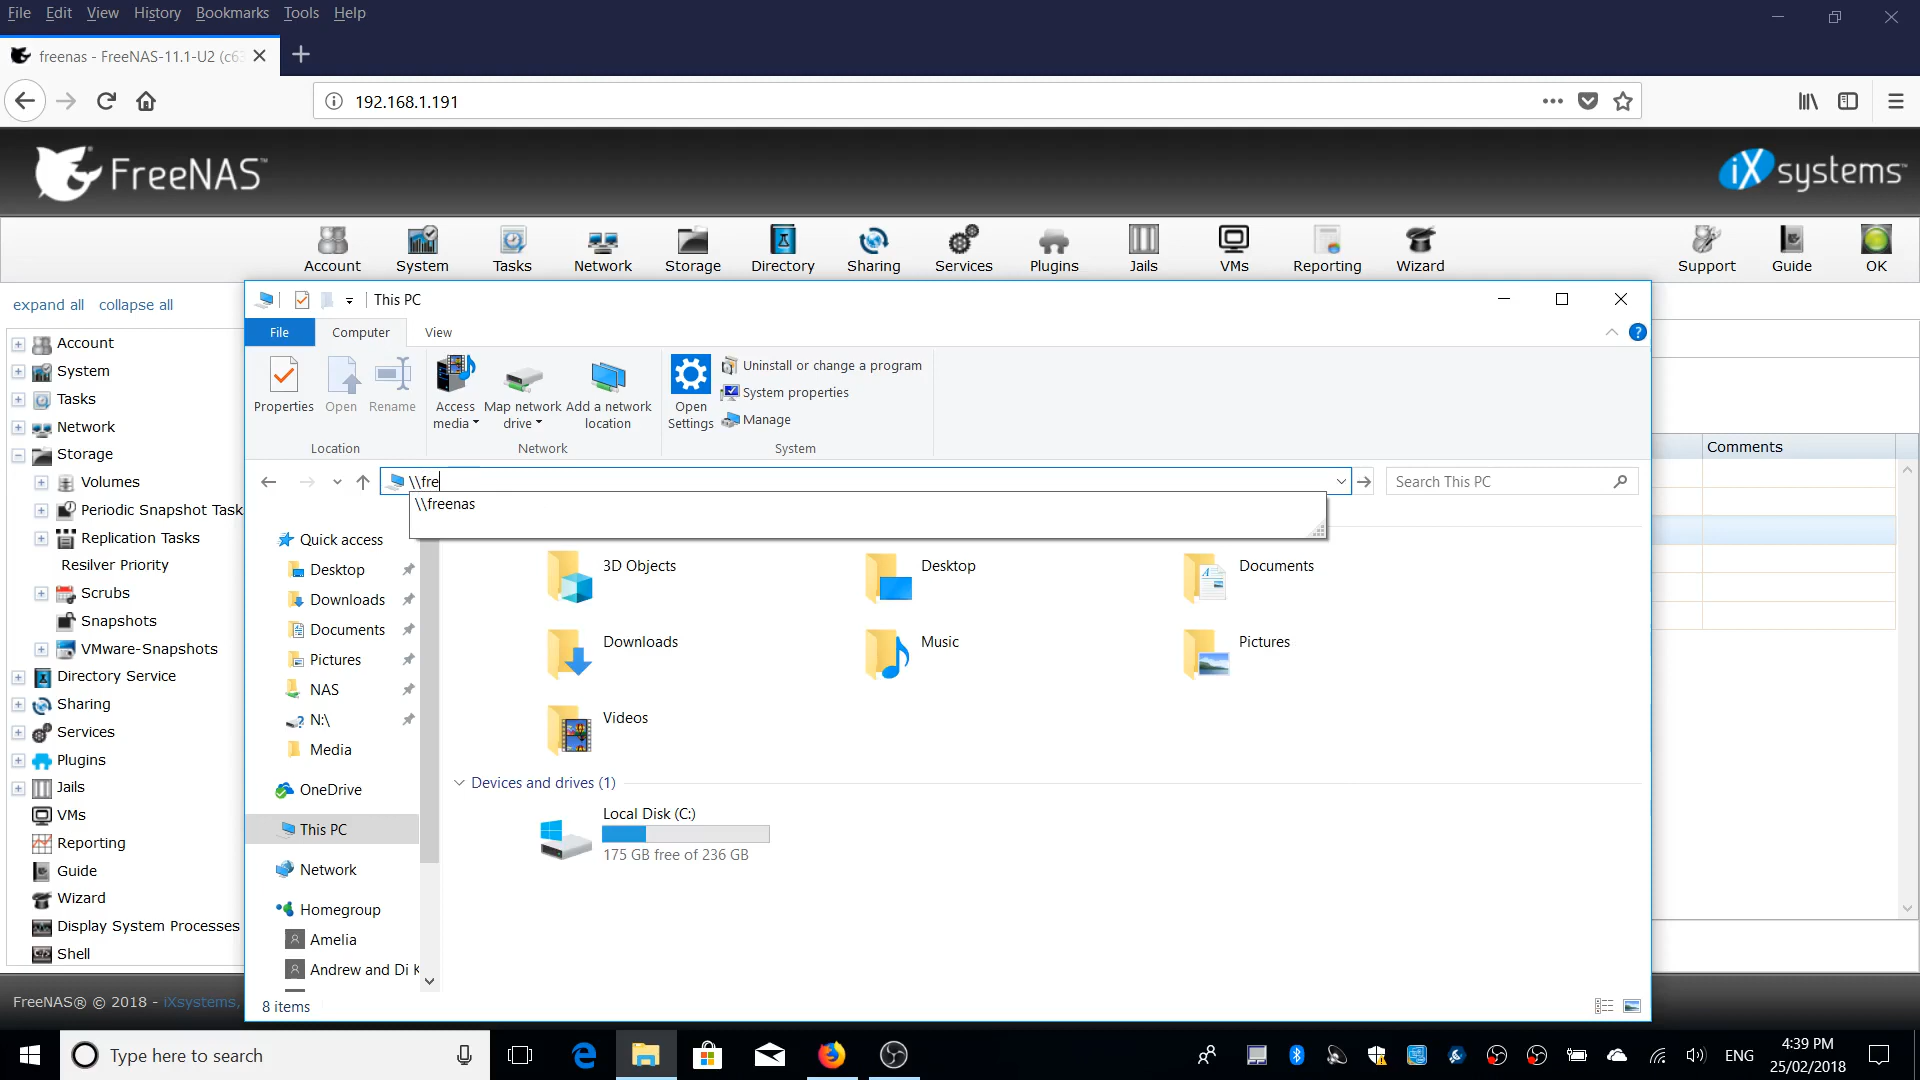 File Edit View History Bookmarks Tools Help
freenas - FreeNAS-11.1-U2 (c63
192.168.1.191
FreeNAS™
iXsystems™
Account System Tasks Network Storage Directory Sharing Services Plugins Jails VMs Reporting Wizard Support Guide OK
expand all collapse all
Account
System
Tasks
Network
Storage
Volumes
Periodic Snapshot Task
Replication Tasks
Resilver Priority
Scrubs
Snapshots
VMware-Snapshots
Directory Service
Sharing
Services
Plugins
Jails
VMs
Reporting
Guide
Wizard
Display System Processes
Shell
Comments
FreeNAS® © 2018 - iXsystems,
This PC
File Computer View
Properties
Open
Rename
Location
Access media
Map network drive
Add a network location
Network
Open Settings
Uninstall or change a program
System properties
Manage
System
\\fre
Search This PC
\\freenas
Quick access
Desktop
Downloads
Documents
Pictures
NAS
N:\
Media
OneDrive
This PC
Network
Homegroup
Amelia
Andrew and Di K
3D Objects
Desktop
Documents
Downloads
Music
Pictures
Videos
Devices and drives (1)
Local Disk (C:)
175 GB free of 236 GB
8 items
Type here to search
ENG
4:39 PM
25/02/2018